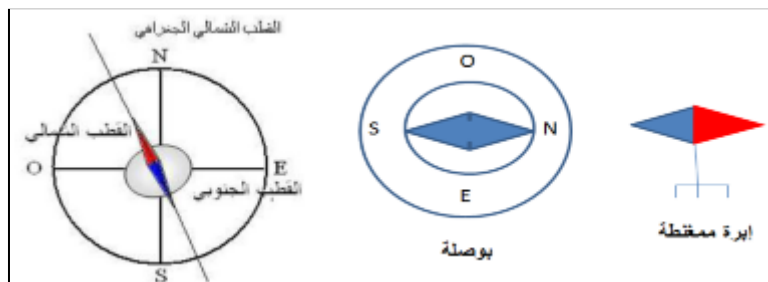 القطب الشمالي الجغرافي
N
القطب الشمالي
O
E
القطب الجنوبي
S
O
S
N
E
بوصلة
إبرة ممغنطة